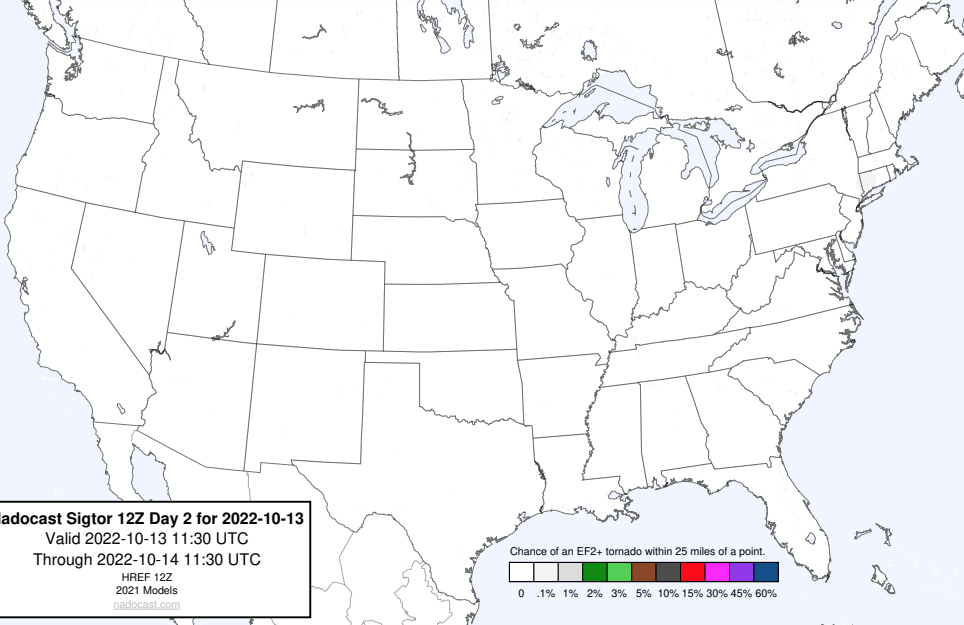 adocast Sigtor 12Z Day 2 for 2022-10-13
Valid 2022-10-13 11:30 UTC
Through 2022-10-14 11:30 UTC
HREF 12Z
2021 Models
nadocast.com
Chance of an EF2+ tornado within 25 miles of a point.
0 .1% 1% 2% 3% 5% 10% 15% 30% 45% 60%